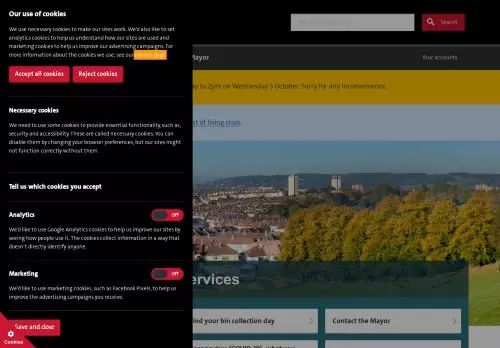 Our use of cookies
We use necessary cookies to make our sites work. We'd also like to set
analytics cookies to help us understand how our sites are used and
marketing cookies to help us improve our advertising campaigns. For
more information about the cookies we use, see our
Accept all cookies
Reject cookies
Necessary cookies
We need to use some cookies to provide essential functionality, such as,
security and accessibility. These are called necessary cookies. You can
disable them by changing your browser preferences, but our sites might
not function correctly without them.
Tell us which cookies you accept
Analytics
Off
We'd like to use Google Analytics cookies to help us improve our sites by
seeing how people use it. The cookies collect information in a way that
doesn't directly identify anyone.
Marketing
Off
We'd like to use marketing cookies, such as Facebook Pixels, to help us
improve the advertising campaigns you receive.
Save and close
Cookies
Search
Mayor
Your accounts
to 2pm on Wednesday 5 October. Sorry for any inconvenience.
of living crisis
ervices
ind your bin collection day
Contact the Mayor